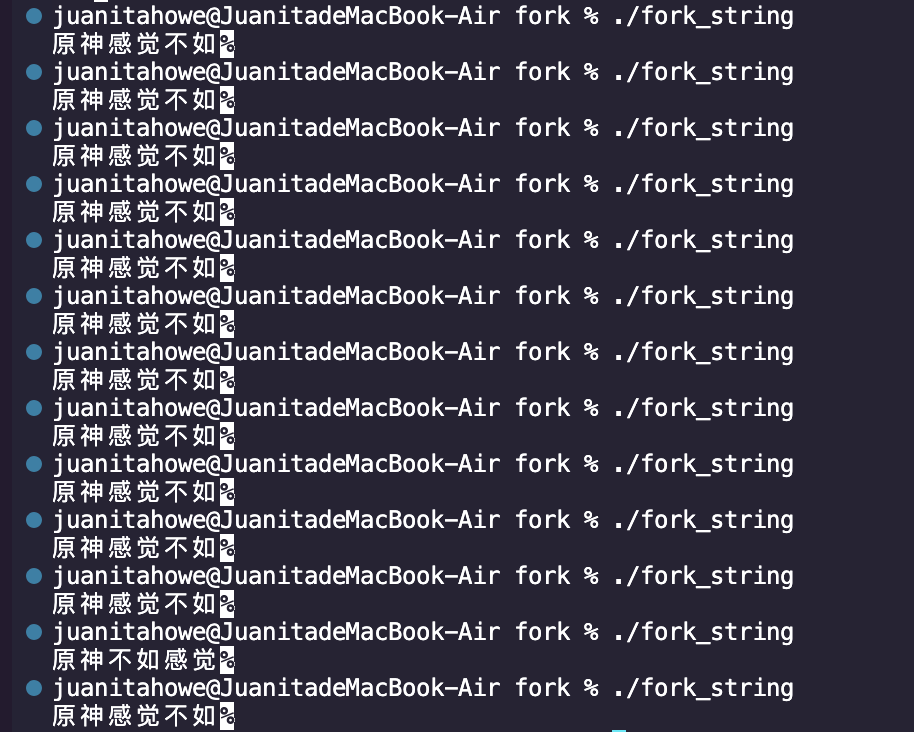 juanitahowe@JuanitadeMacBook-Air fork % ./fork_string
原神感觉不如%
juanitahowe@JuanitadeMacBook-Air fork % ./fork_string
原神感觉不如%
juanitahowe@JuanitadeMacBook-Air fork % ./fork_string
原神感觉不如%
juanitahowe@JuanitadeMacBook-Air fork % ./fork_string
原神感觉不如%
juanitahowe@JuanitadeMacBook-Air fork % ./fork_string
原神感觉不如%
juanitahowe@JuanitadeMacBook-Air fork % ./fork_string
原神感觉不如%
juanitahowe@JuanitadeMacBook-Air fork % ./fork_string
原神感觉不如%
juanitahowe@JuanitadeMacBook-Air fork % ./fork_string
原神感觉不如%
juanitahowe@JuanitadeMacBook-Air fork % ./fork_string
原神感觉不如%
juanitahowe@JuanitadeMacBook-Air fork % ./fork_string
原神感觉不如%
juanitahowe@JuanitadeMacBook-Air fork % ./fork_string
原神感觉不如%
juanitahowe@JuanitadeMacBook-Air fork % ./fork_string
原神不如感觉%
juanitahowe@JuanitadeMacBook-Air fork % ./fork_string
原神感觉不如%